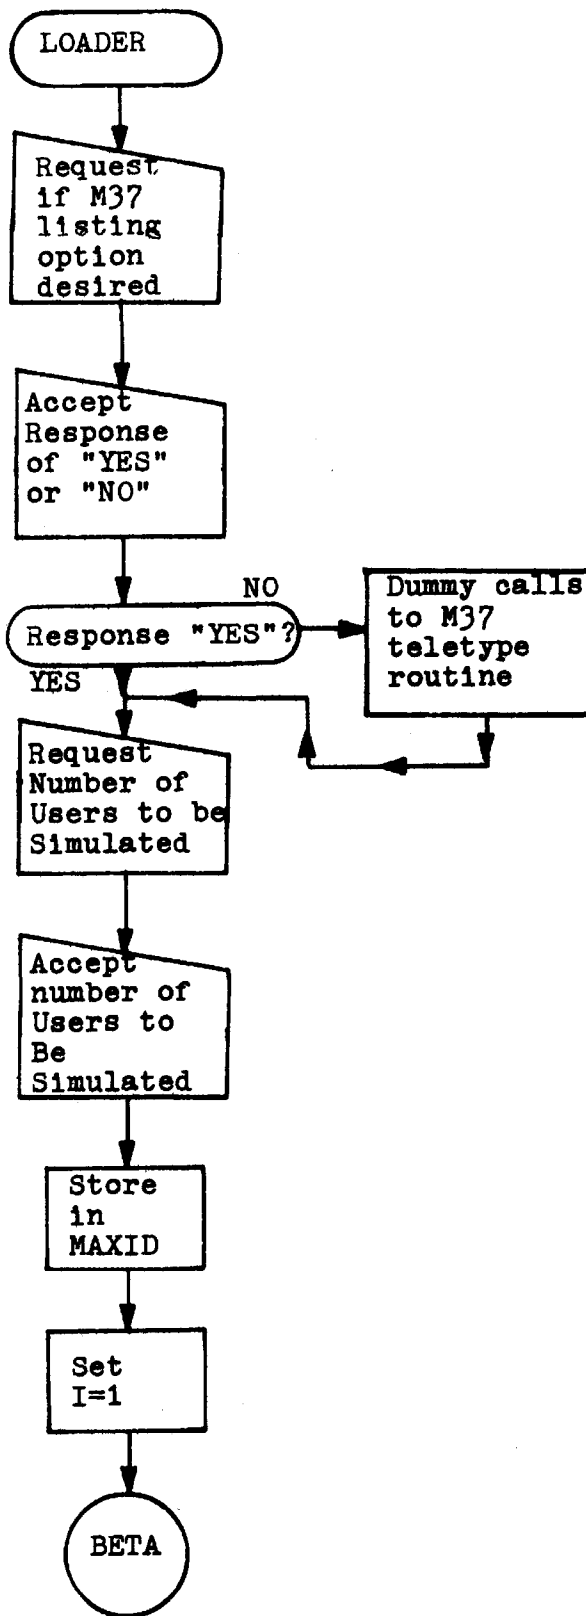 LOADER
Request
if M37
listing
option
desired
Accept
Response
of "YES"
or "NO"
NO
Response "YES"?
YES
Dummy calls
to M37
teletype
routine
Request
Number of
Users to be
Simulated
Accept
number of
Users to
Be
Simulated
Store
in
MAXID
Set
I=1
BETA